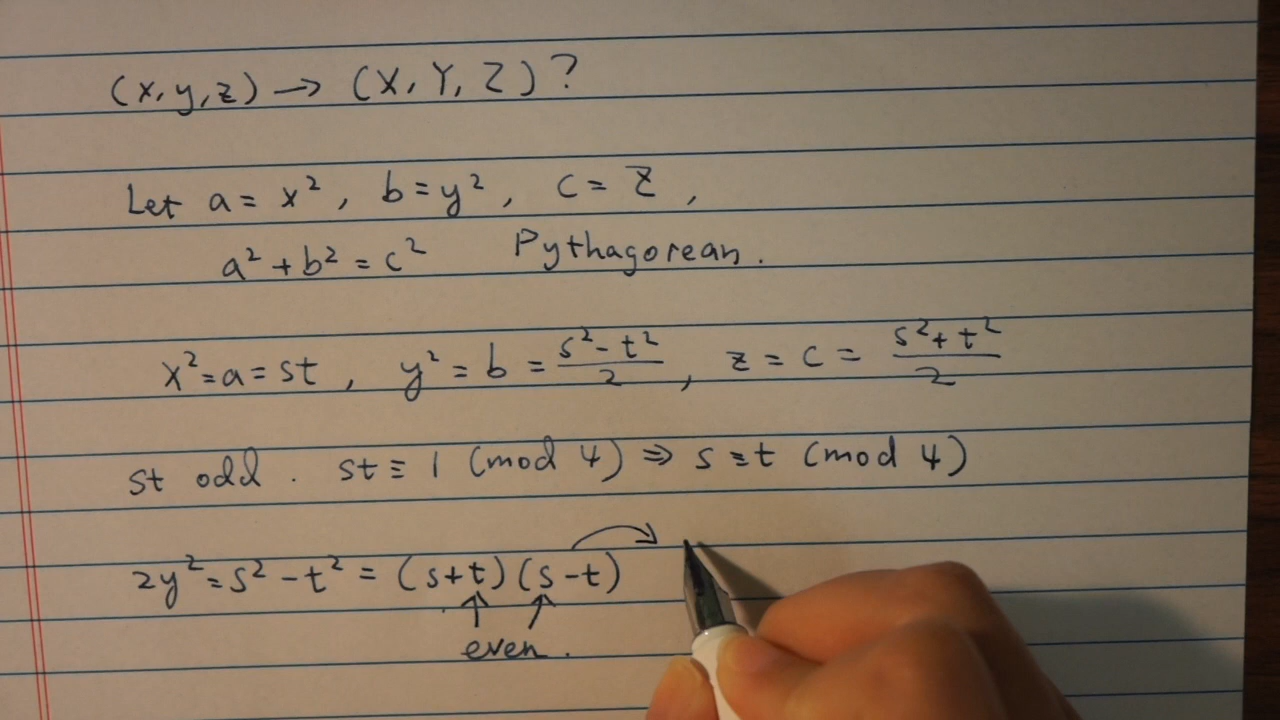 (x, y, z) → (X, Y, Z) ?
Let a = x², b = y², c = z,
a² + b² = c² Pythagorean.
x² = a = st, y² = b = (s² - t²)/2, z = c = (s² + t²)/2
st odd. st ≡ 1 (mod 4) ⇒ s ≡ t (mod 4)
2y² = s² - t² = (s+t)(s-t)
even.